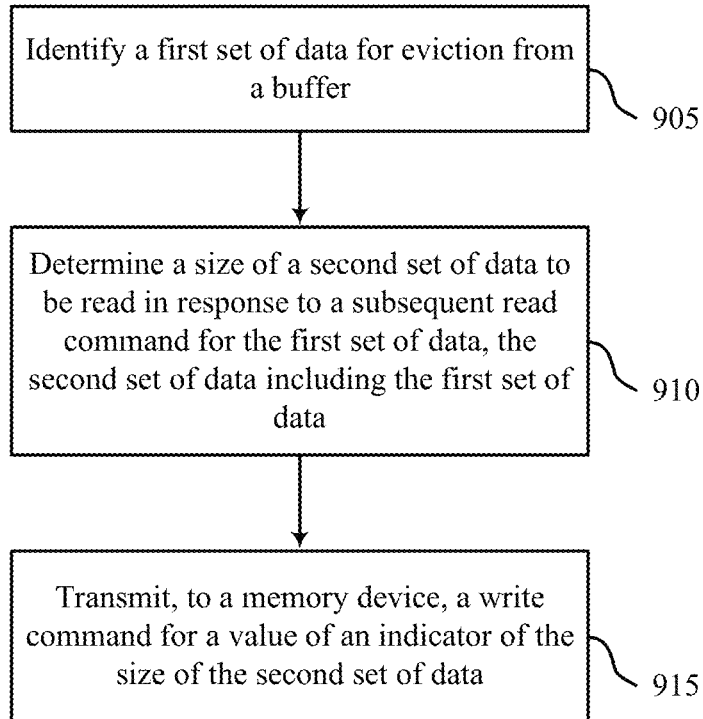 Identify a first set of data for eviction from
a buffer
905
Determine a size of a second set of data to
be read in response to a subsequent read
command for the first set of data, the
second set of data including the first set of
data
910
Transmit, to a memory device, a write
command for a value of an indicator of the
size of the second set of data
915